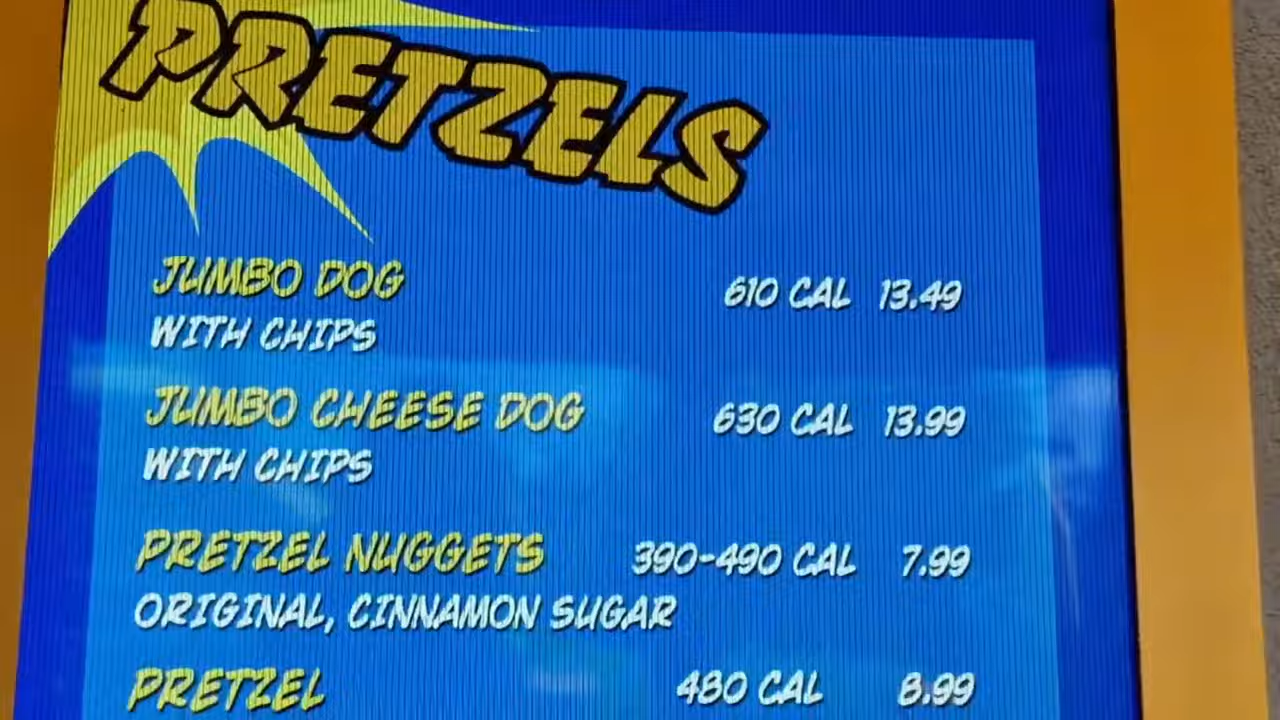 PRETZELS
JUMBO DOG 610 CAL 13.49
WITH CHIPS
JUMBO CHEESE DOG 630 CAL 13.99
WITH CHIPS
PRETZEL NUGGETS 390-490 CAL 7.99
ORIGINAL, CINNAMON SUGAR
PRETZEL 480 CAL 8.99